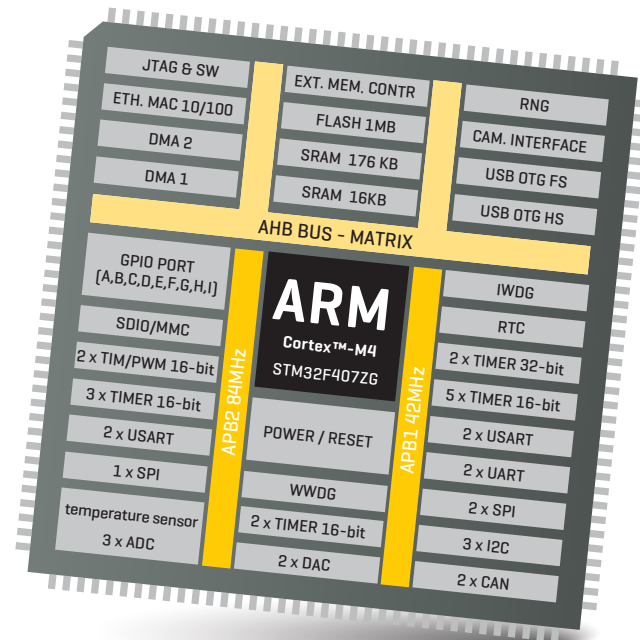 JTAG & SW
ETH. MAC 10/100
DMA 2
DMA 1
EXT. MEM. CONTR
FLASH 1MB
SRAM 176 KB
SRAM 16KB
RNG
CAM. INTERFACE
USB OTG FS
USB OTG HS
AHB BUS - MATRIX
GPIO PORT
(A,B,C,D,E,F,G,H,I)
SDIO/MMC
2 x TIM/PWM 16-bit
3 x TIMER 16-bit
2 x USART
1 x SPI
temperature sensor
3 x ADC
APB2 84MHz
ARM
Cortex™-M4
STM32F407ZG
POWER / RESET
WWDG
2 x TIMER 16-bit
2 x DAC
APB1 42MHz
IWDG
RTC
2 x TIMER 32-bit
5 x TIMER 16-bit
2 x USART
2 x UART
2 x SPI
3 x I2C
2 x CAN